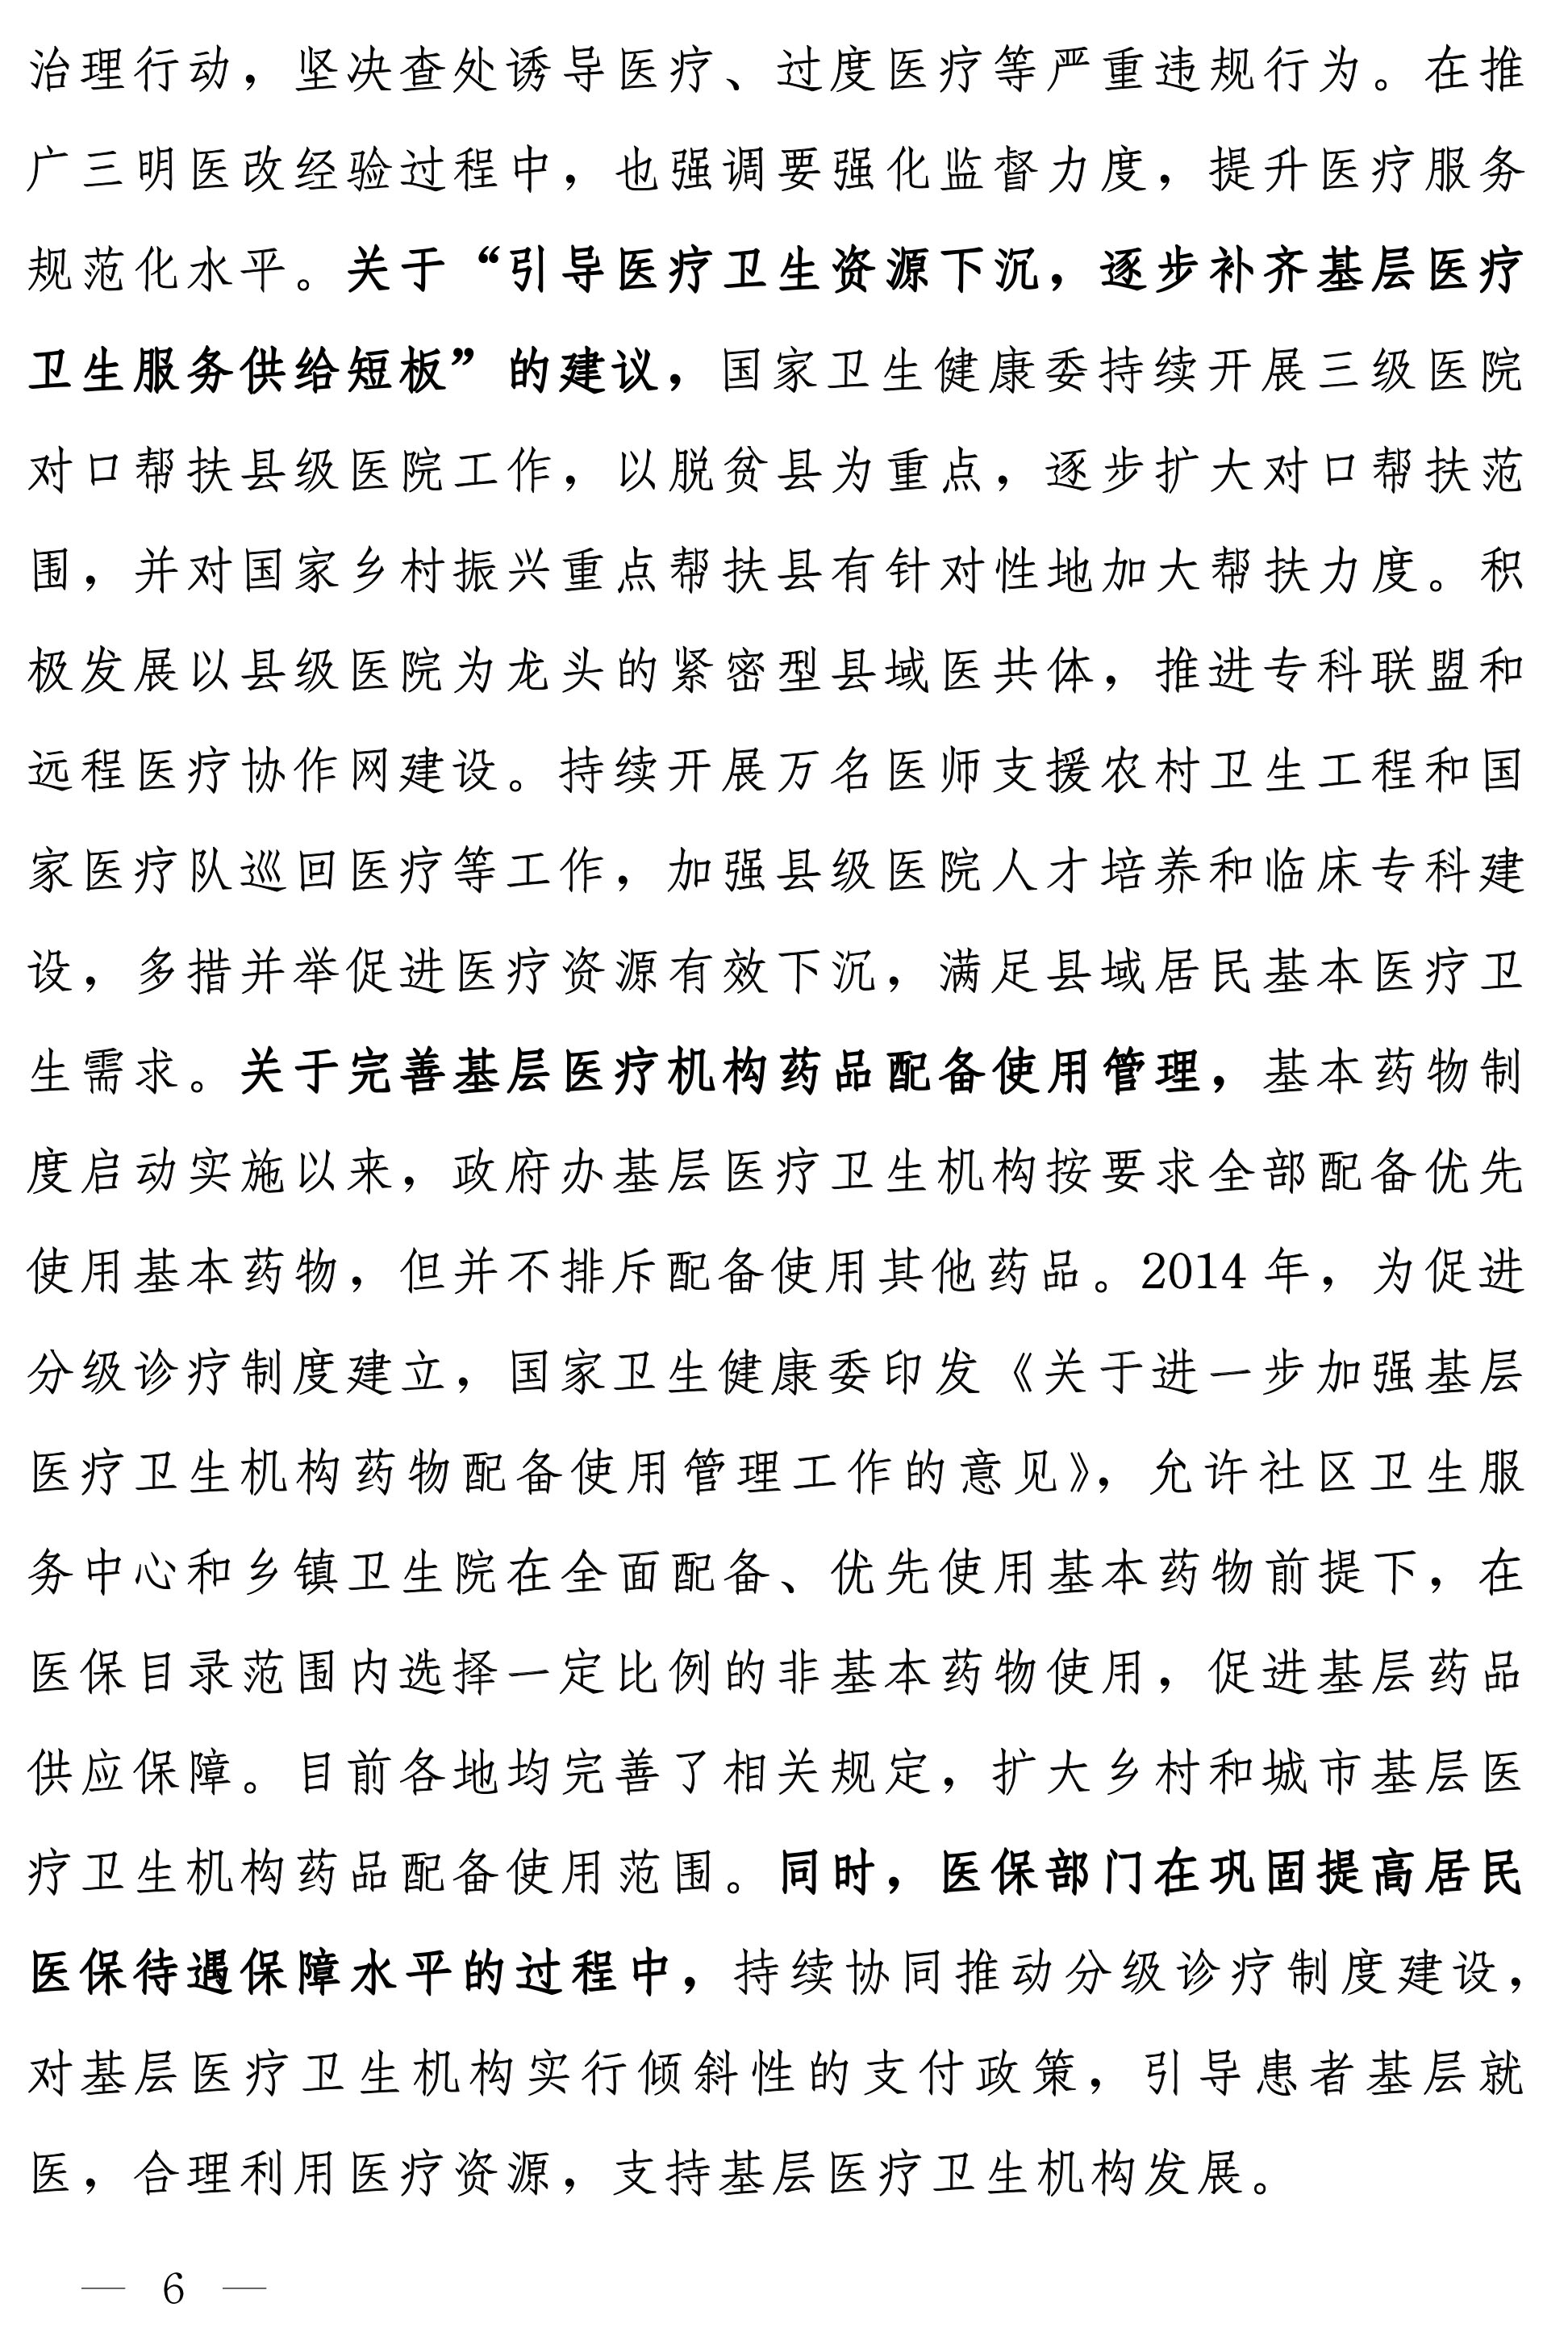 治理行动，坚决查处诱导医疗、过度医疗等严重违规行为。在推
广三明医改经验过程中，也强调要强化监督力度，提升医疗服务
规范化水平。关于“引导医疗卫生资源下沉，逐步补齐基层医疗
卫生服务供给短板”的建议，国家卫生健康委持续开展三级医院
对口帮扶县级医院工作，以脱贫县为重点，逐步扩大对口帮扶范
围，并对国家乡村振兴重点帮扶县有针对性地加大帮扶力度。积
极发展以县级医院为龙头的紧密型县域医共体，推进专科联盟和
远程医疗协作网建设。持续开展万名医师支援农村卫生工程和国
家医疗队巡回医疗等工作，加强县级医院人才培养和临床专科建
设，多措并举促进医疗资源有效下沉，满足县域居民基本医疗卫
生需求。关于完善基层医疗机构药品配备使用管理，基本药物制
度启动实施以来，政府办基层医疗卫生机构按要求全部配备优先
使用基本药物，但并不排斥配备使用其他药品。2014 年，为促进
分级诊疗制度建立，国家卫生健康委印发《关于进一步加强基层
医疗卫生机构药物配备使用管理工作的意见》，允许社区卫生服
务中心和乡镇卫生院在全面配备、优先使用基本药物前提下，在
医保目录范围内选择一定比例的非基本药物使用，促进基层药品
供应保障。目前各地均完善了相关规定，扩大乡村和城市基层医
疗卫生机构药品配备使用范围。同时，医保部门在巩固提高居民
医保待遇保障水平的过程中，持续协同推动分级诊疗制度建设，
对基层医疗卫生机构实行倾斜性的支付政策，引导患者基层就
医，合理利用医疗资源，支持基层医疗卫生机构发展。
— 6 —